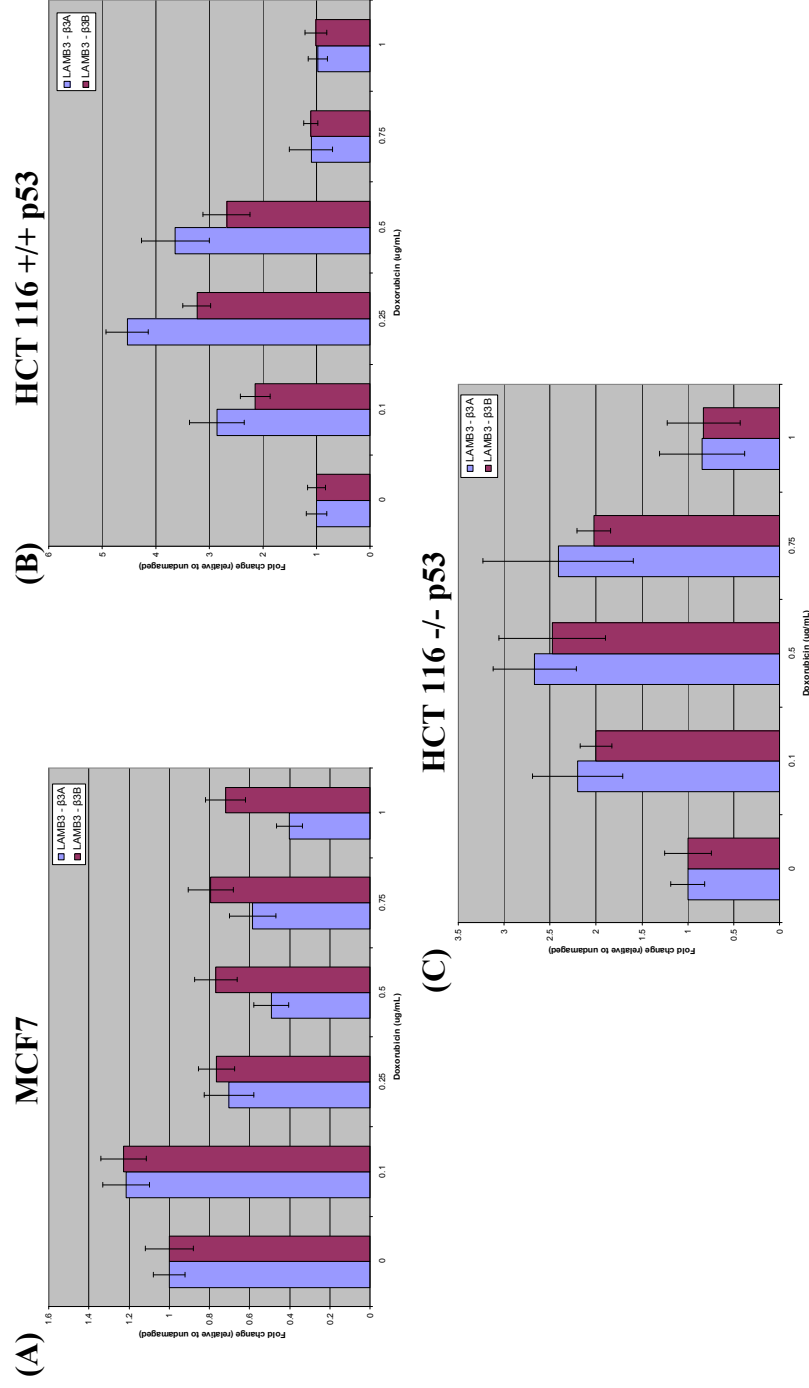 (A)
MCF7
Fold change (relative to undamaged)
1.6
1.4
1.2
1
0.8
0.6
0.4
0.2
0
LAMB3 - β3A
LAMB3 - β3B
0 0.1 0.25 0.5 0.75 1
Doxorubicin (ug/mL)
(B)
HCT 116 +/+ p53
Fold change (relative to undamaged)
6
5
4
3
2
1
0
LAMB3 - β3A
LAMB3 - β3B
0 0.1 0.25 0.5 0.75 1
Doxorubicin (ug/mL)
(C)
HCT 116 -/- p53
Fold change (relative to undamaged)
3.5
3
2.5
2
1.5
1
0.5
0
LAMB3 - β3A
LAMB3 - β3B
0 0.1 0.5 0.75 1
Doxorubicin (ug/mL)